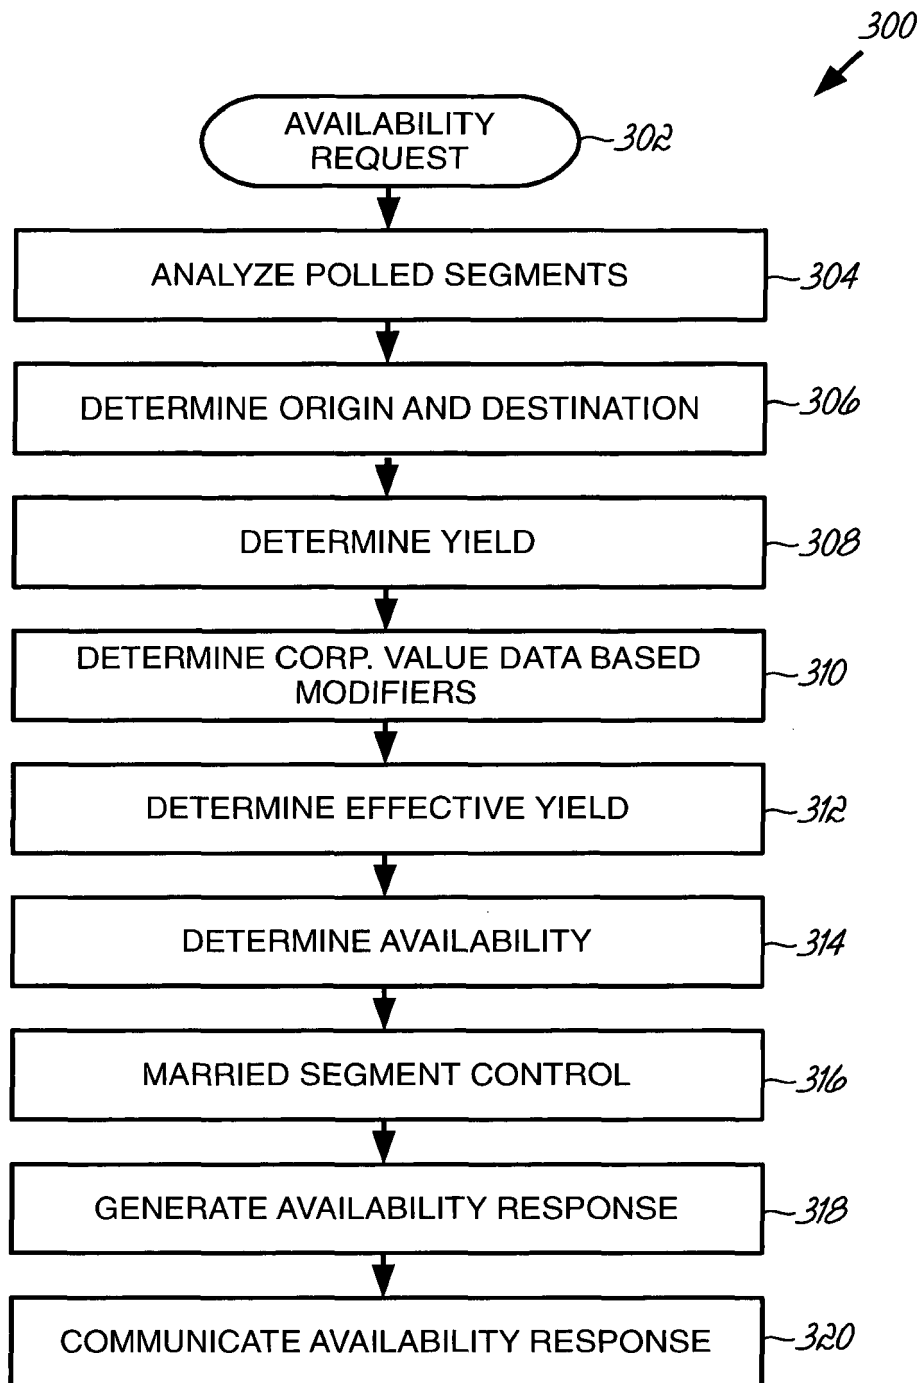 300
AVAILABILITY
REQUEST
302
ANALYZE POLLED SEGMENTS
304
DETERMINE ORIGIN AND DESTINATION
306
DETERMINE YIELD
308
DETERMINE CORP. VALUE DATA BASED
MODIFIERS
310
DETERMINE EFFECTIVE YIELD
312
DETERMINE AVAILABILITY
314
MARRIED SEGMENT CONTROL
316
GENERATE AVAILABILITY RESPONSE
318
COMMUNICATE AVAILABILITY RESPONSE
320